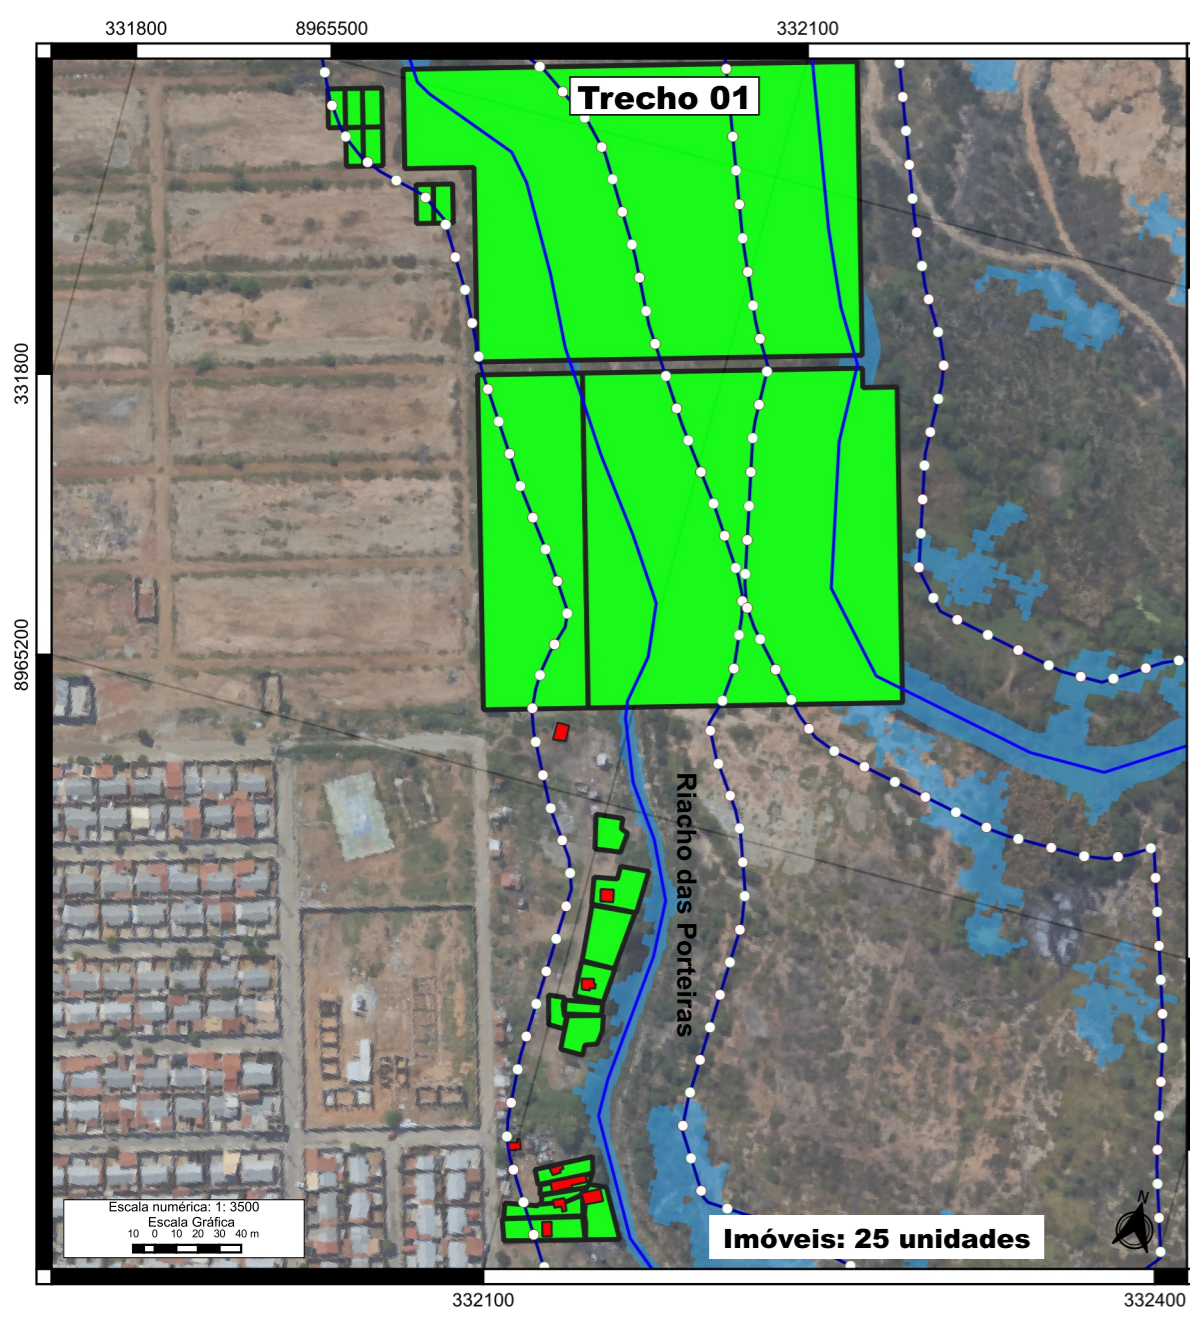 331800 8965500 332100
Trecho 01
331800
8965200
Riacho das Porteiras
Escala numérica: 1: 3500
Escala Gráfica
10 0 10 20 30 40 m
N
Imóveis: 25 unidades
332100 332400